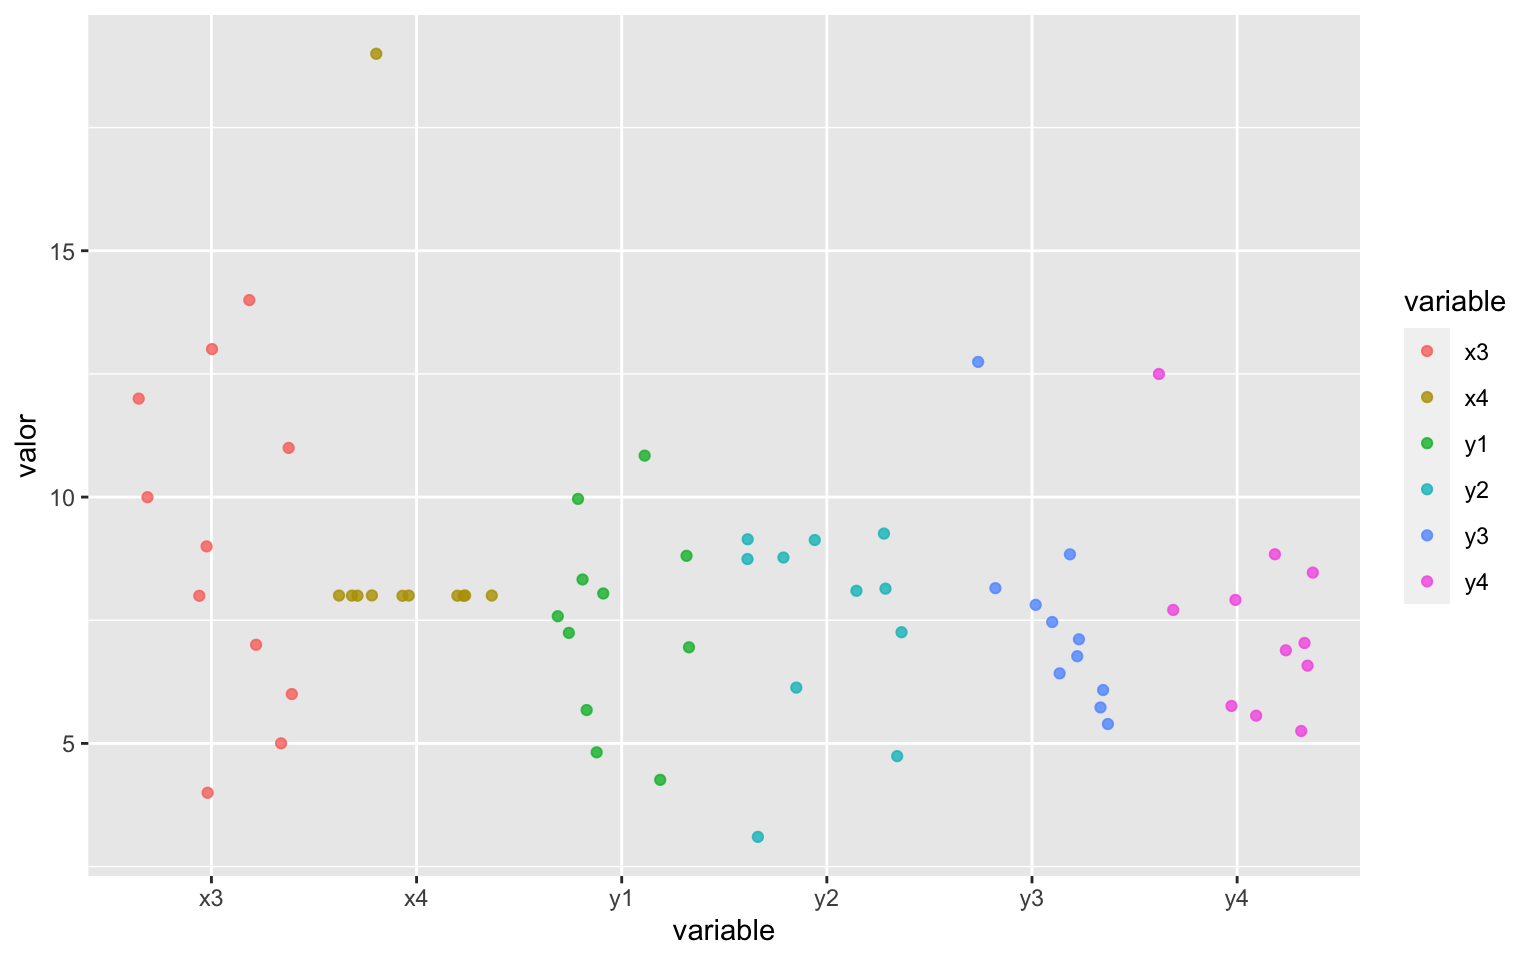 valor
15
10
5
x3 x4 y1 y2 y3 y4
variable
variable
x3
x4
y1
y2
y3
y4